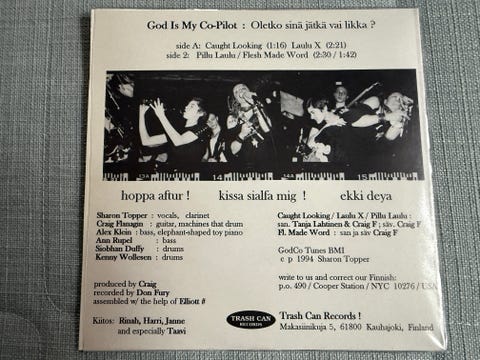 God Is My Co-Pilot : Oletko sinä jätkä vai likka ?
side A: Caught Looking (1:16) Laulu X (2:21)
side 2: Pillu Laulu / Flesh Made Word (2:30 / 1:42)
13A 14 14A 15
hoppa aftur ! kissa sialfa mig ! ekki deya
Sharon Topper : vocals, clarinet
Craig Flanagin : guitar, machines that drum
Alex Klein : bass, elephant-shaped toy piano
Ann Rupel : bass
Siobhan Duffy : drums
Kenny Wollesen : drums
Caught Looking / Laulu X / Pillu Laulu :
san. Tanja Lahtinen & Craig F ; säv. Craig F
Fl. Made Word : san ja säv Craig F
GodCo Tunes BMI
c p 1994 Sharon Topper
produced by Craig
recorded by Don Fury
assembled w/ the help of Elliott #
write to us and correct our Finnish:
p.o. 490 / Cooper Station / NYC 10276 / USA
Kiitos: Rinah, Harri, Janne
and especially Taavi
TRASH CAN
RECORDS
Trash Can Records !
Makasiinikuja 5, 61800 Kauhajoki, Finland